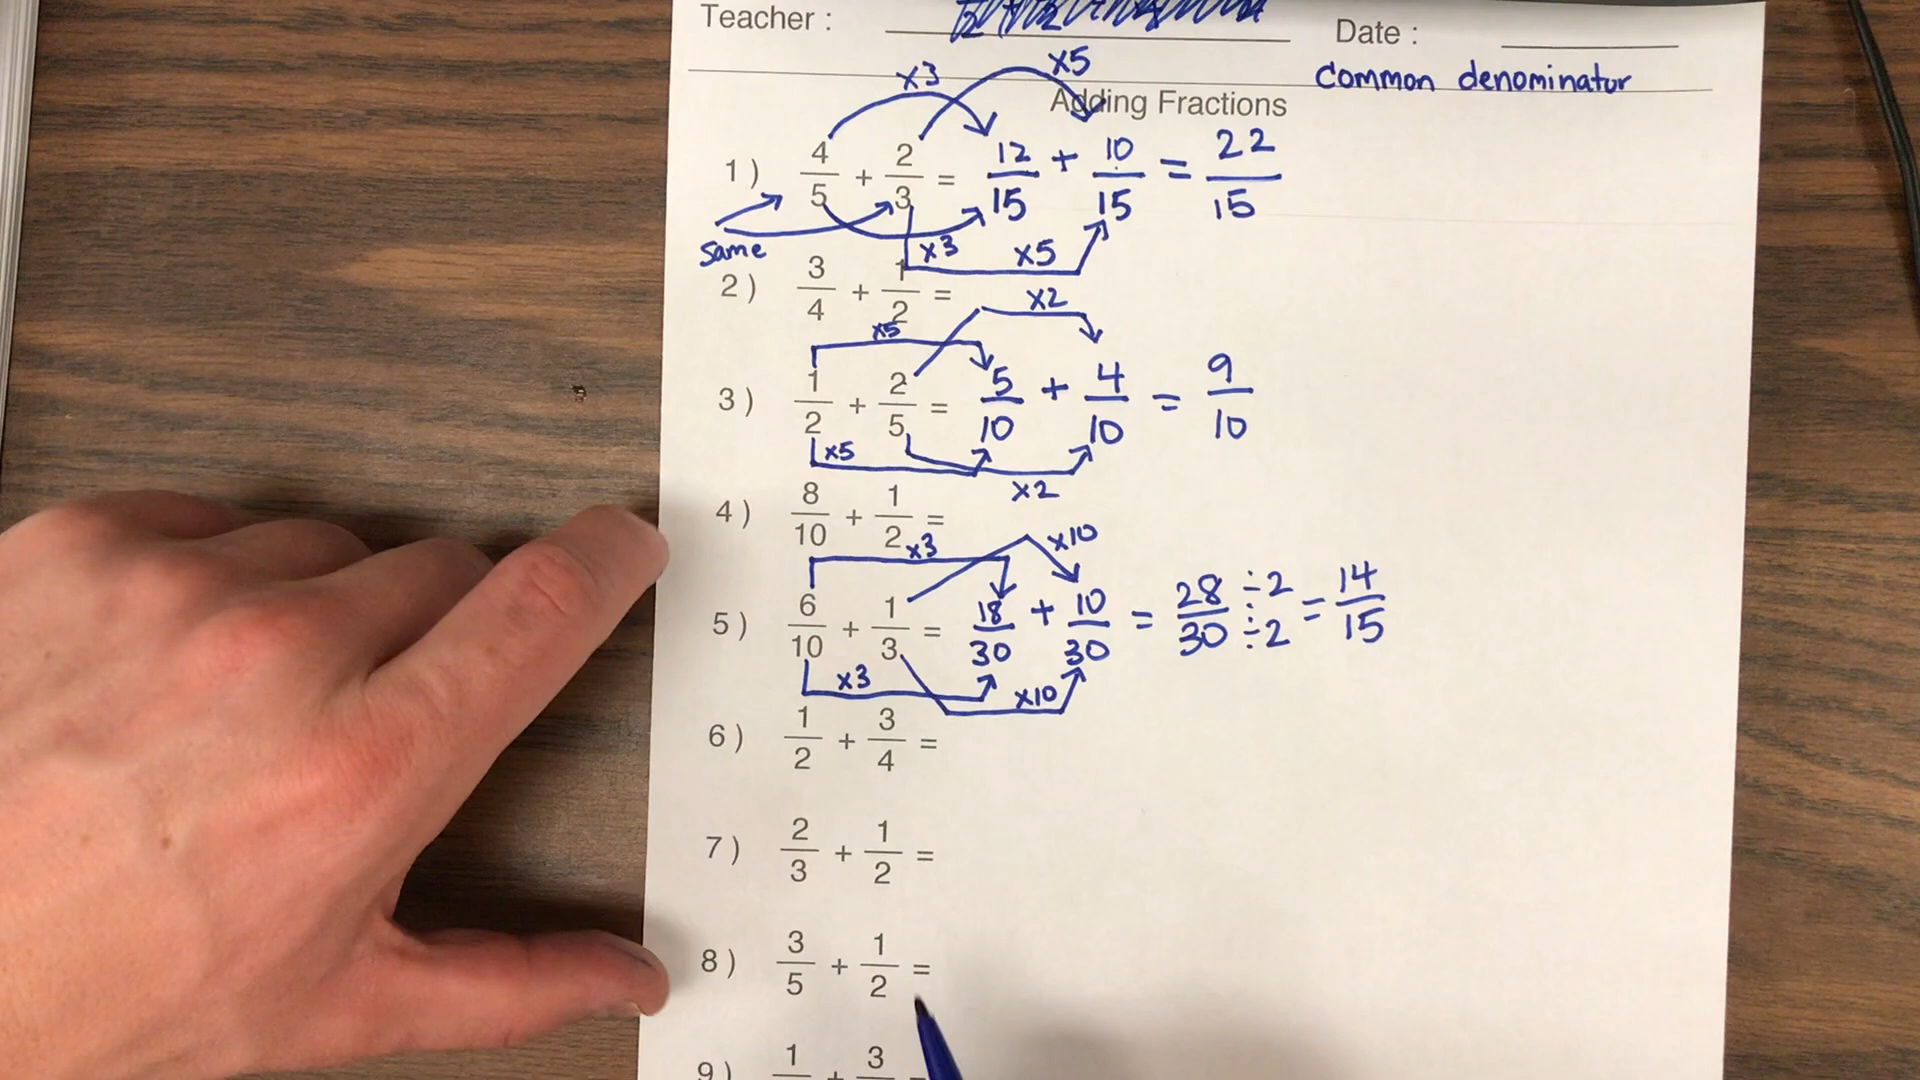 Teacher : Date :
common denominator
x3 x5
Adding Fractions
1 ) 4/5 + 2/3 = 12/15 + 10/15 = 22/15
same x3 x5
2 ) 3/4 + 1/2 =
x5 x2
3 ) 1/2 + 2/5 = 5/10 + 4/10 = 9/10
x5 x2
4 ) 8/10 + 1/2 =
x3 x10
5 ) 6/10 + 1/3 = 18/30 + 10/30 = 28/30 ÷2/÷2 = 14/15
x3 x10
6 ) 1/2 + 3/4 =
7 ) 2/3 + 1/2 =
8 ) 3/5 + 1/2 =
9 ) 1 + 3